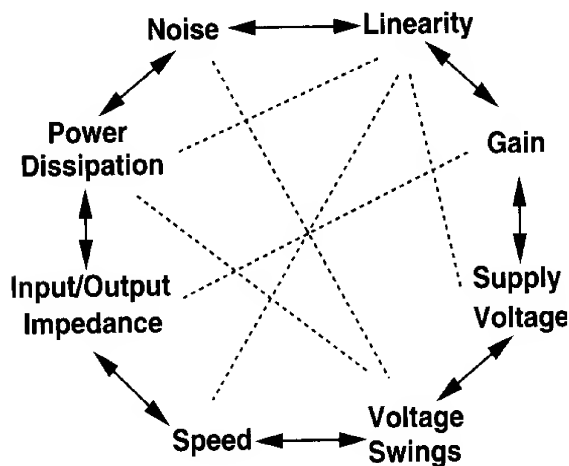 Noise
Linearity
Power
Dissipation
Gain
Input/Output
Impedance
Supply
Voltage
Speed
Voltage
Swings